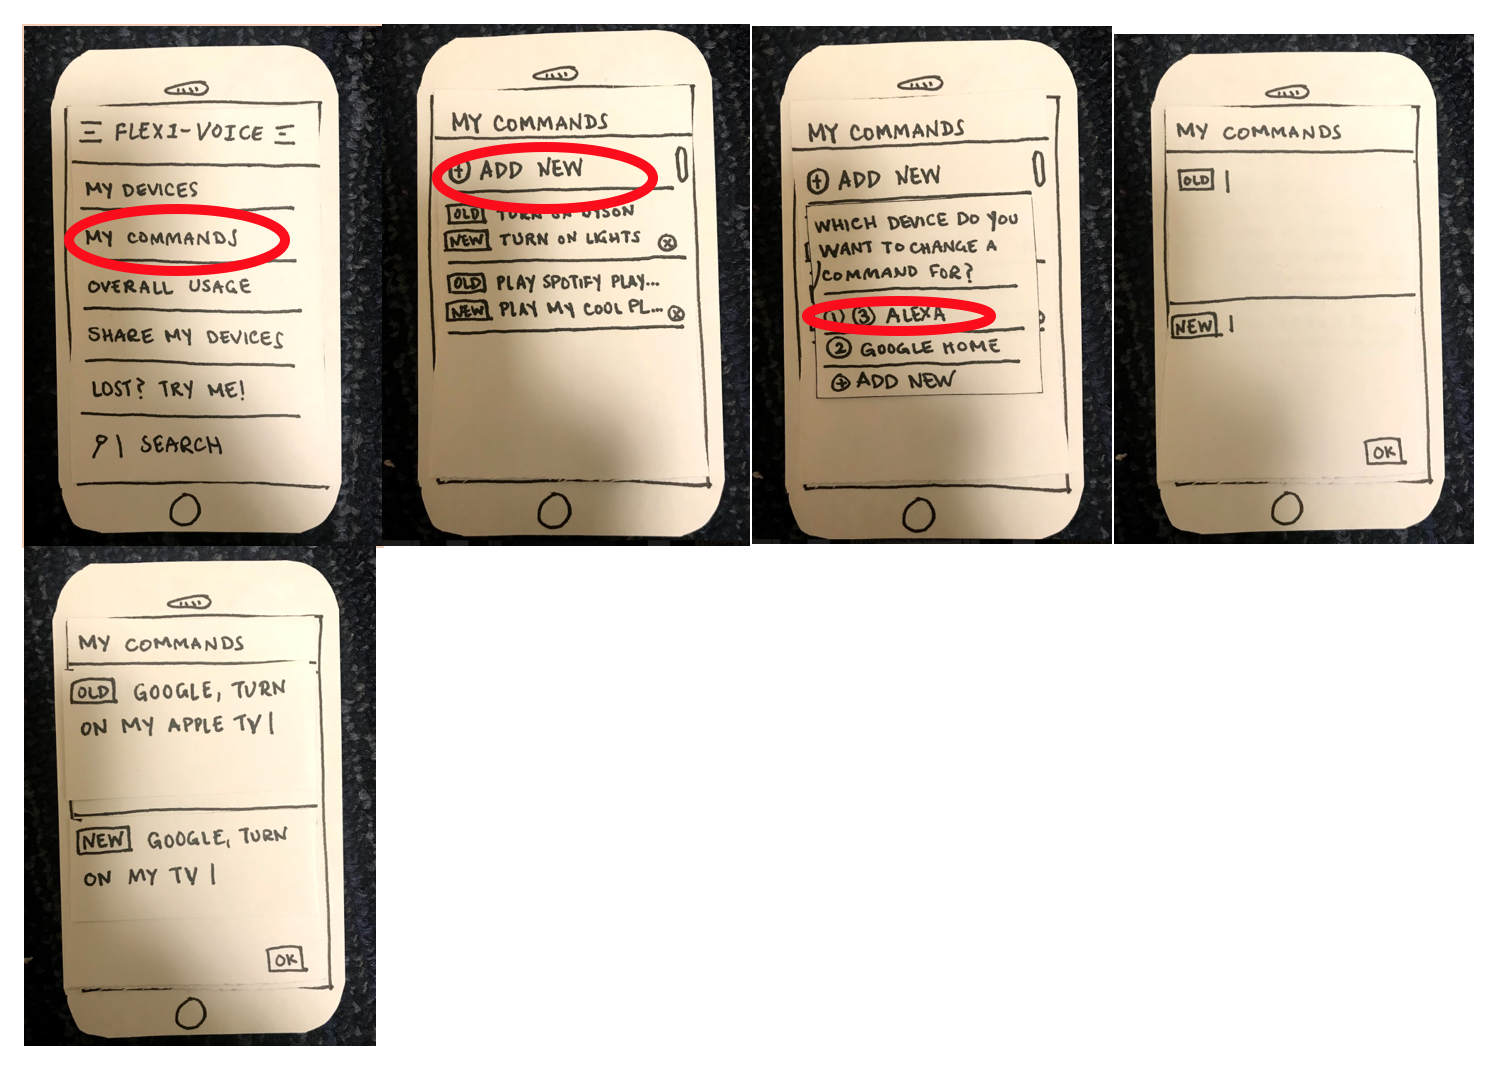 FLEXI-VOICE
MY DEVICES
MY COMMANDS
OVERALL USAGE
SHARE MY DEVICES
LOST? TRY ME!
SEARCH
MY COMMANDS
+ ADD NEW
OLD TURN ON DYSON
NEW TURN ON LIGHTS X
OLD PLAY SPOTIFY PLAY...
NEW PLAY MY COOL PL... X
MY COMMANDS
+ ADD NEW
WHICH DEVICE DO YOU
WANT TO CHANGE A
COMMAND FOR?
1 3 ALEXA
2 GOOGLE HOME
+ ADD NEW
MY COMMANDS
OLD |
NEW |
OK
MY COMMANDS
OLD GOOGLE, TURN
ON MY APPLE TV|
NEW GOOGLE, TURN
ON MY TV |
OK